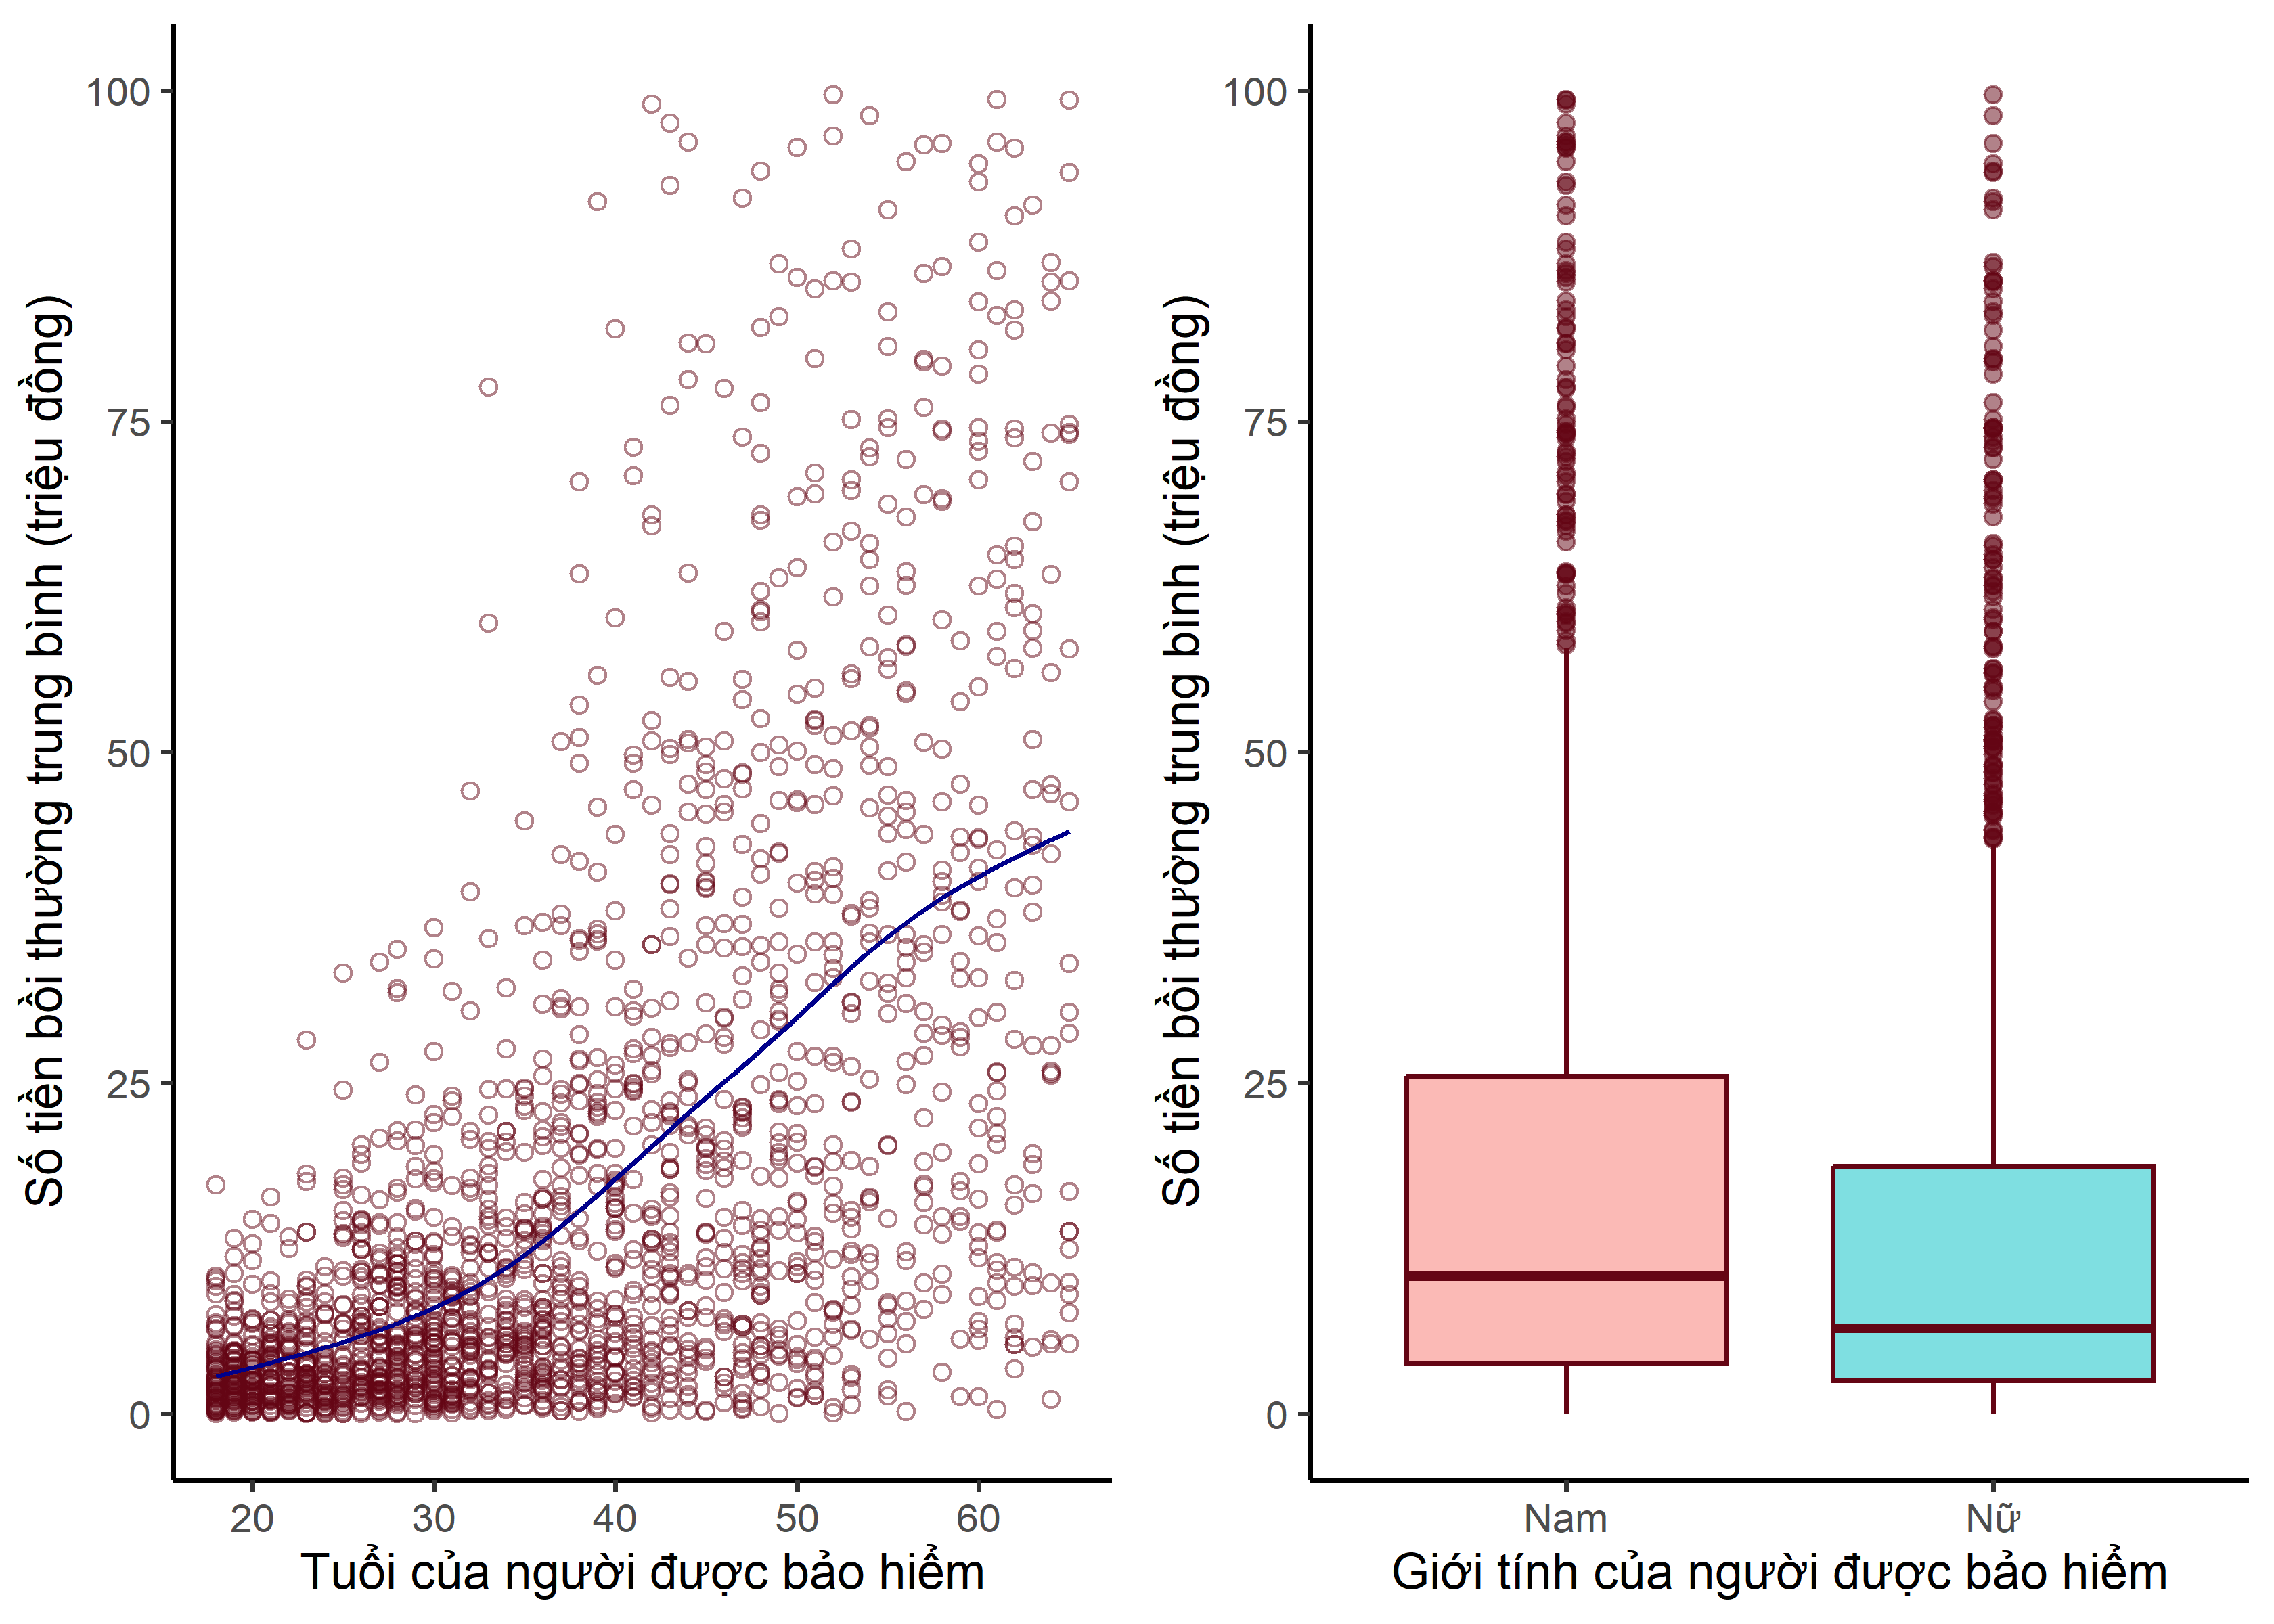 Số tiền bồi thường trung bình (triệu đồng)
100
75
50
25
0
20 30 40 50 60
Tuổi của người được bảo hiểm
Số tiền bồi thường trung bình (triệu đồng)
100
75
50
25
0
Nam Nữ
Giới tính của người được bảo hiểm